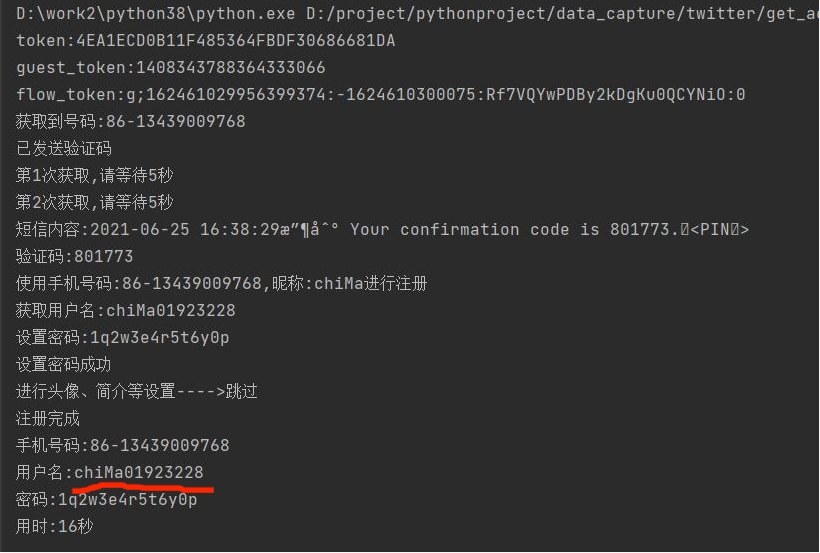 D:\work2\python38\python.exe D:/project/pythonproject/data_capture/twitter/get_ac
token:4EA1ECD0B11F485364FBDF30686681DA
guest_token:1408343788364333066
flow_token:g;162461029956399374:-1624610300075:Rf7VQYwPDBy2kDgKu0QCYNiO:0
获取到号码:86-13439009768
已发送验证码
第1次获取,请等待5秒
第2次获取,请等待5秒
短信内容:2021-06-25 16:38:29æ”¶åˆ° Your confirmation code is 801773.<PIN>
验证码:801773
使用手机号码:86-13439009768,昵称:chiMa进行注册
获取用户名:chiMa01923228
设置密码:1q2w3e4r5t6y0p
设置密码成功
进行头像、简介等设置---->跳过
注册完成
手机号码:86-13439009768
用户名:chiMa01923228
密码:1q2w3e4r5t6y0p
用时:16秒